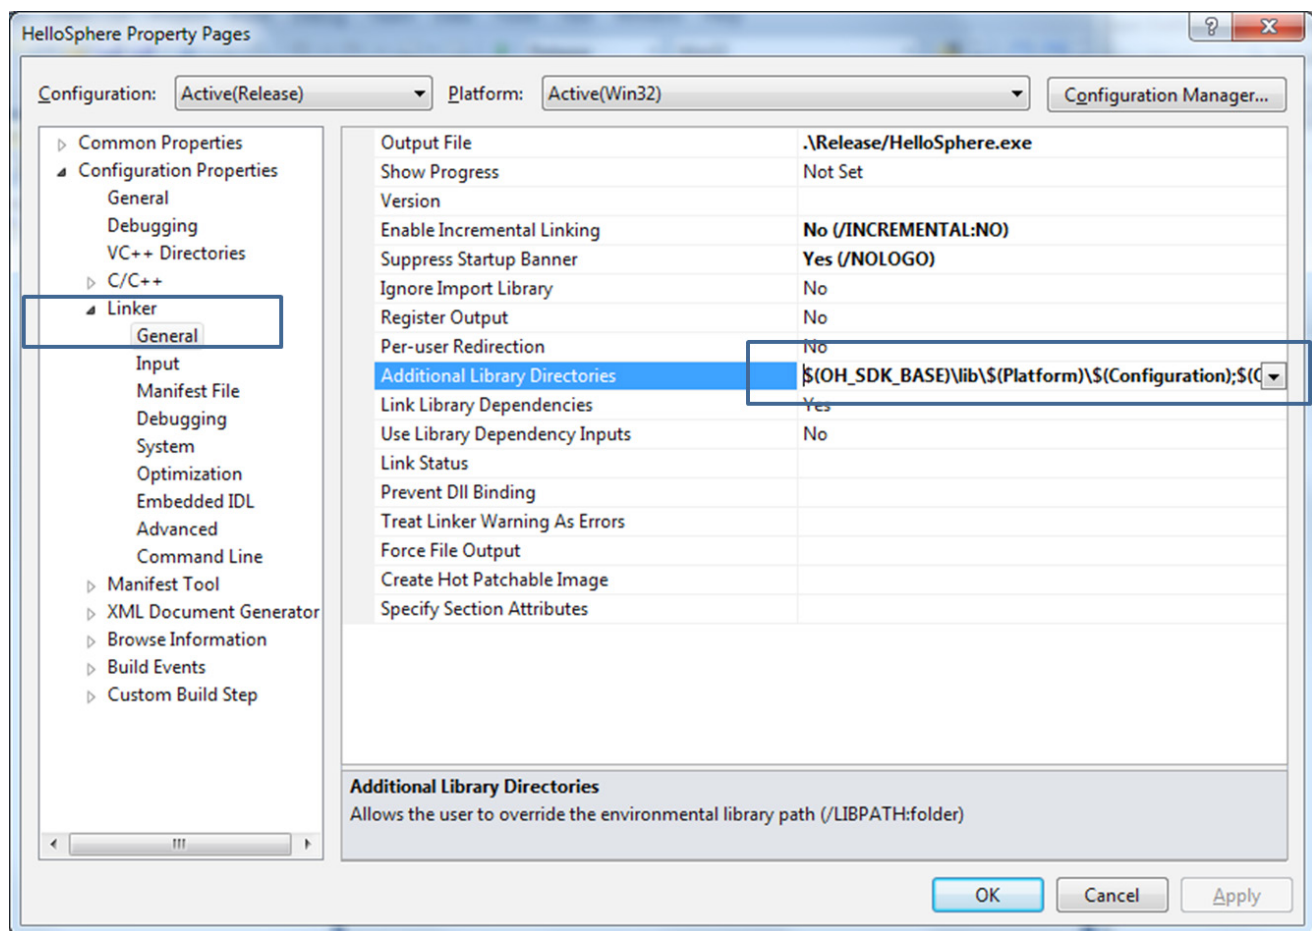 HelloSphere Property Pages
Configuration: Active(Release) Platform: Active(Win32) Configuration Manager...
Common Properties
Configuration Properties
General
Debugging
VC++ Directories
C/C++
Linker
General
Input
Manifest File
Debugging
System
Optimization
Embedded IDL
Advanced
Command Line
Manifest Tool
XML Document Generator
Browse Information
Build Events
Custom Build Step
Output File .\Release/HelloSphere.exe
Show Progress Not Set
Version
Enable Incremental Linking No (/INCREMENTAL:NO)
Suppress Startup Banner Yes (/NOLOGO)
Ignore Import Library No
Register Output No
Per-user Redirection No
Additional Library Directories $(OH_SDK_BASE)\lib\$(Platform)\$(Configuration);$(
Link Library Dependencies Yes
Use Library Dependency Inputs No
Link Status
Prevent Dll Binding
Treat Linker Warning As Errors
Force File Output
Create Hot Patchable Image
Specify Section Attributes
Additional Library Directories
Allows the user to override the environmental library path (/LIBPATH:folder)
OK Cancel Apply